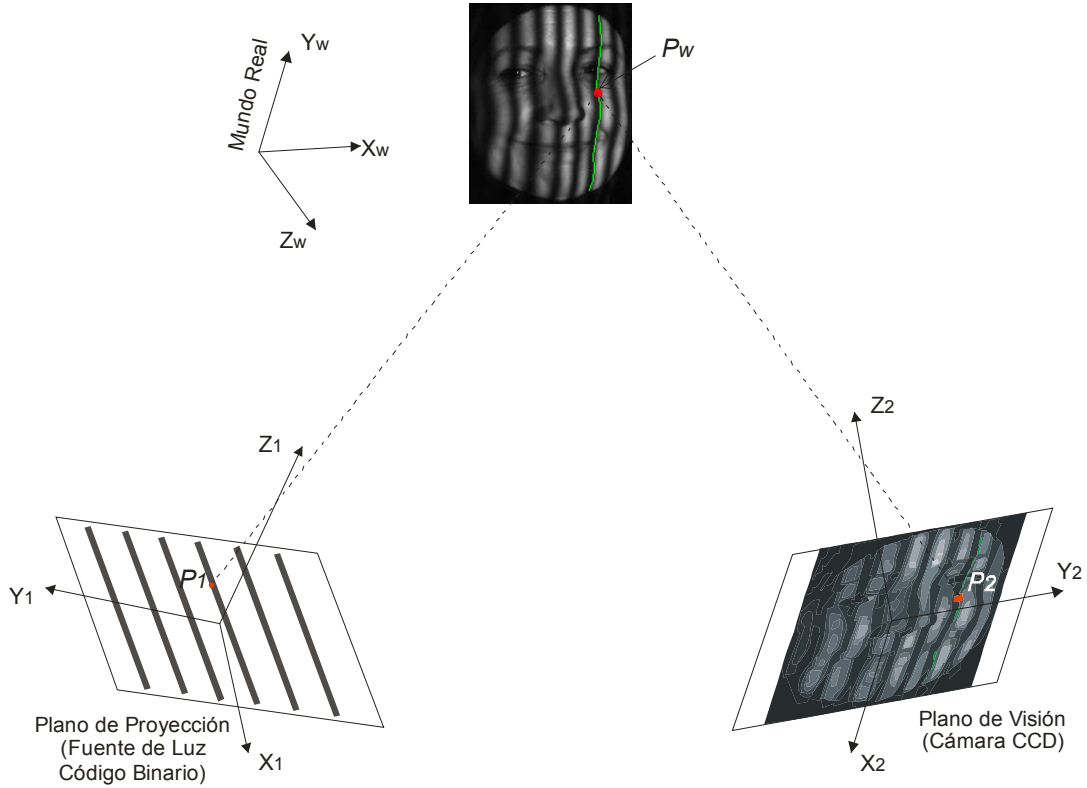 Yw
Mundo Real
Xw
Zw
Pw
Z1
P1
Y1
X1
Plano de Proyección
(Fuente de Luz
Código Binario)
Z2
P2
Y2
X2
Plano de Visión
(Cámara CCD)